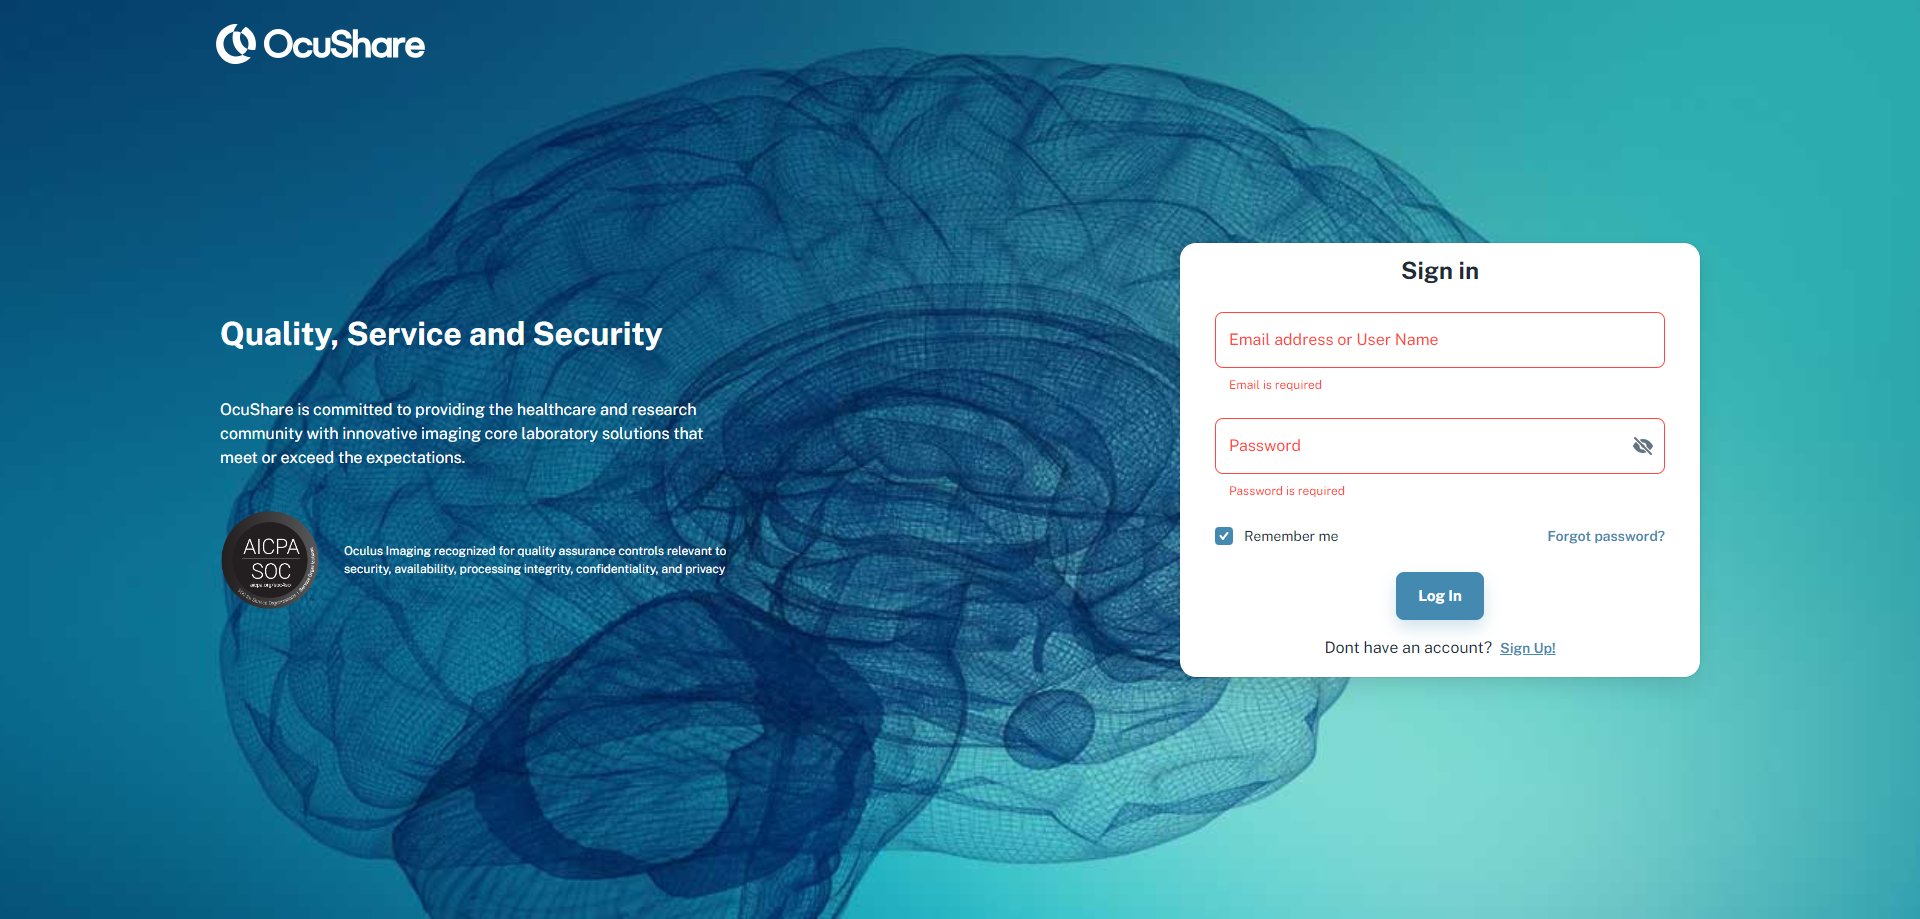 OcuShare
Quality, Service and Security
OcuShare is committed to providing the healthcare and research
community with innovative imaging core laboratory solutions that
meet or exceed the expectations.
AICPA
SOC
Oculus Imaging recognized for quality assurance controls relevant to
security, availability, processing integrity, confidentiality, and privacy
Sign in
Email address or User Name
Email is required
Password
Password is required
Remember me
Forgot password?
Log In
Dont have an account? Sign Up!